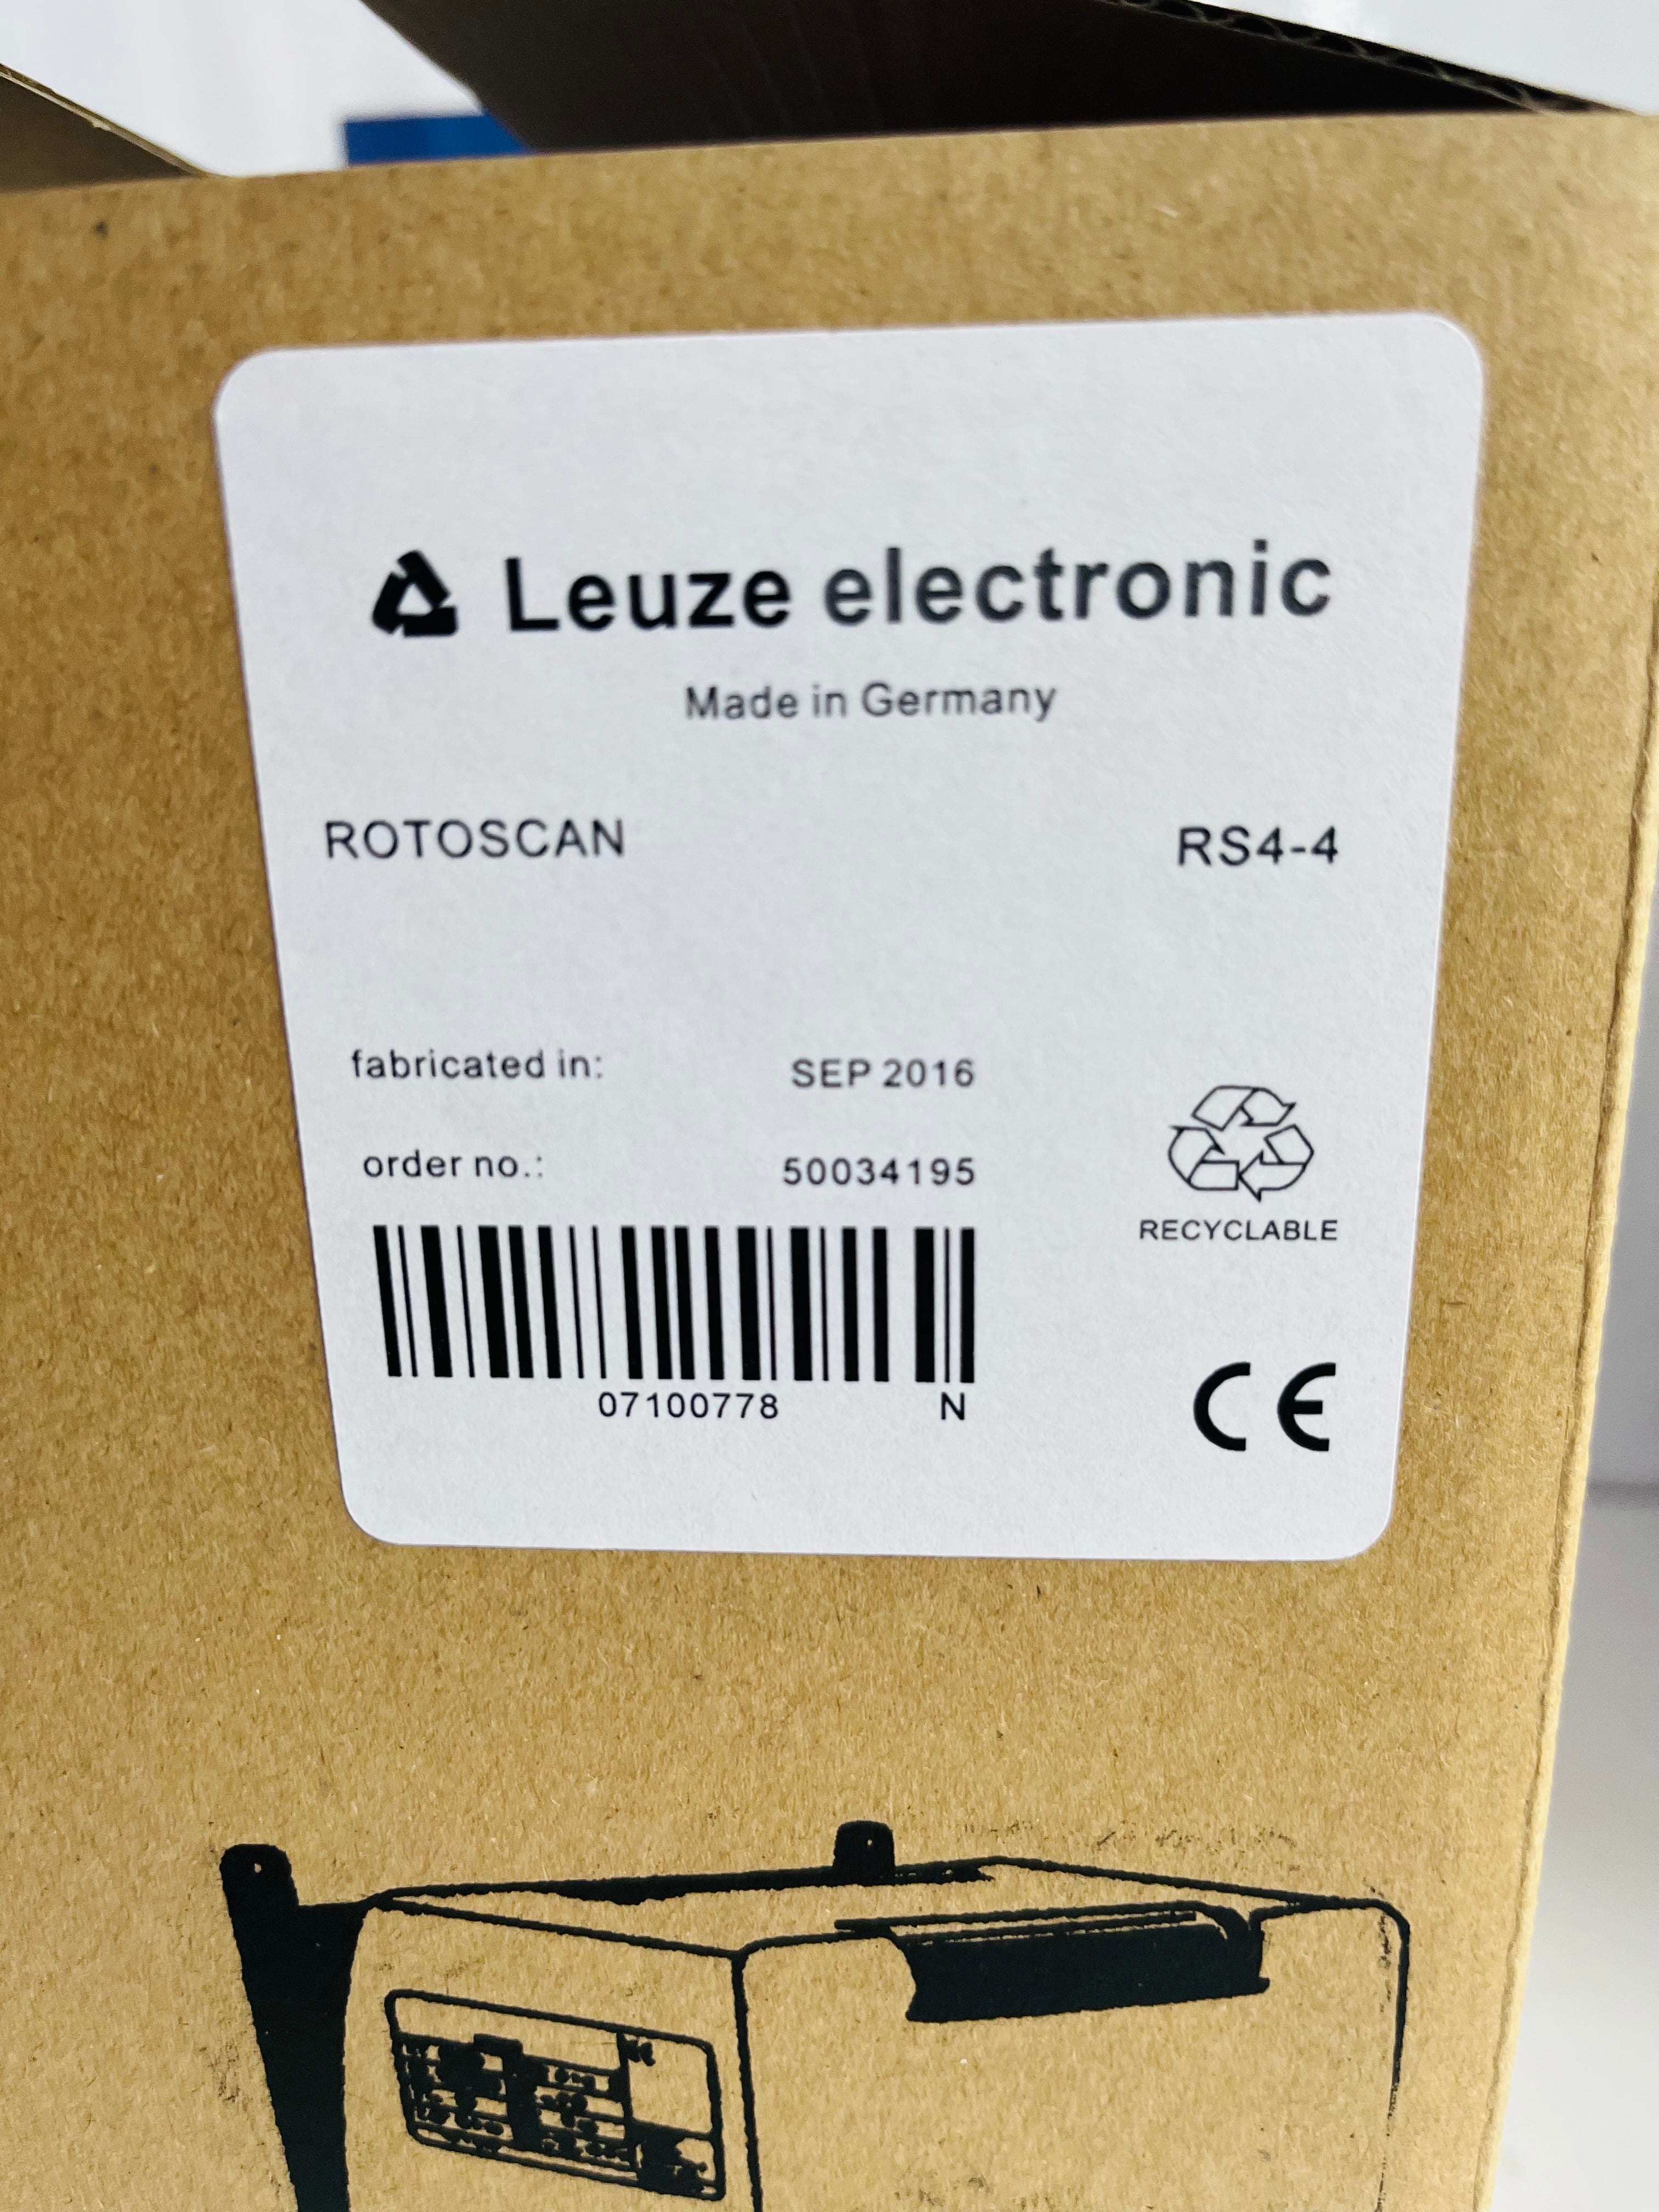 Leuze electronic
Made in Germany
ROTOSCAN RS4-4
fabricated in: SEP 2016
order no.: 50034195
RECYCLABLE
07100778 N
CE